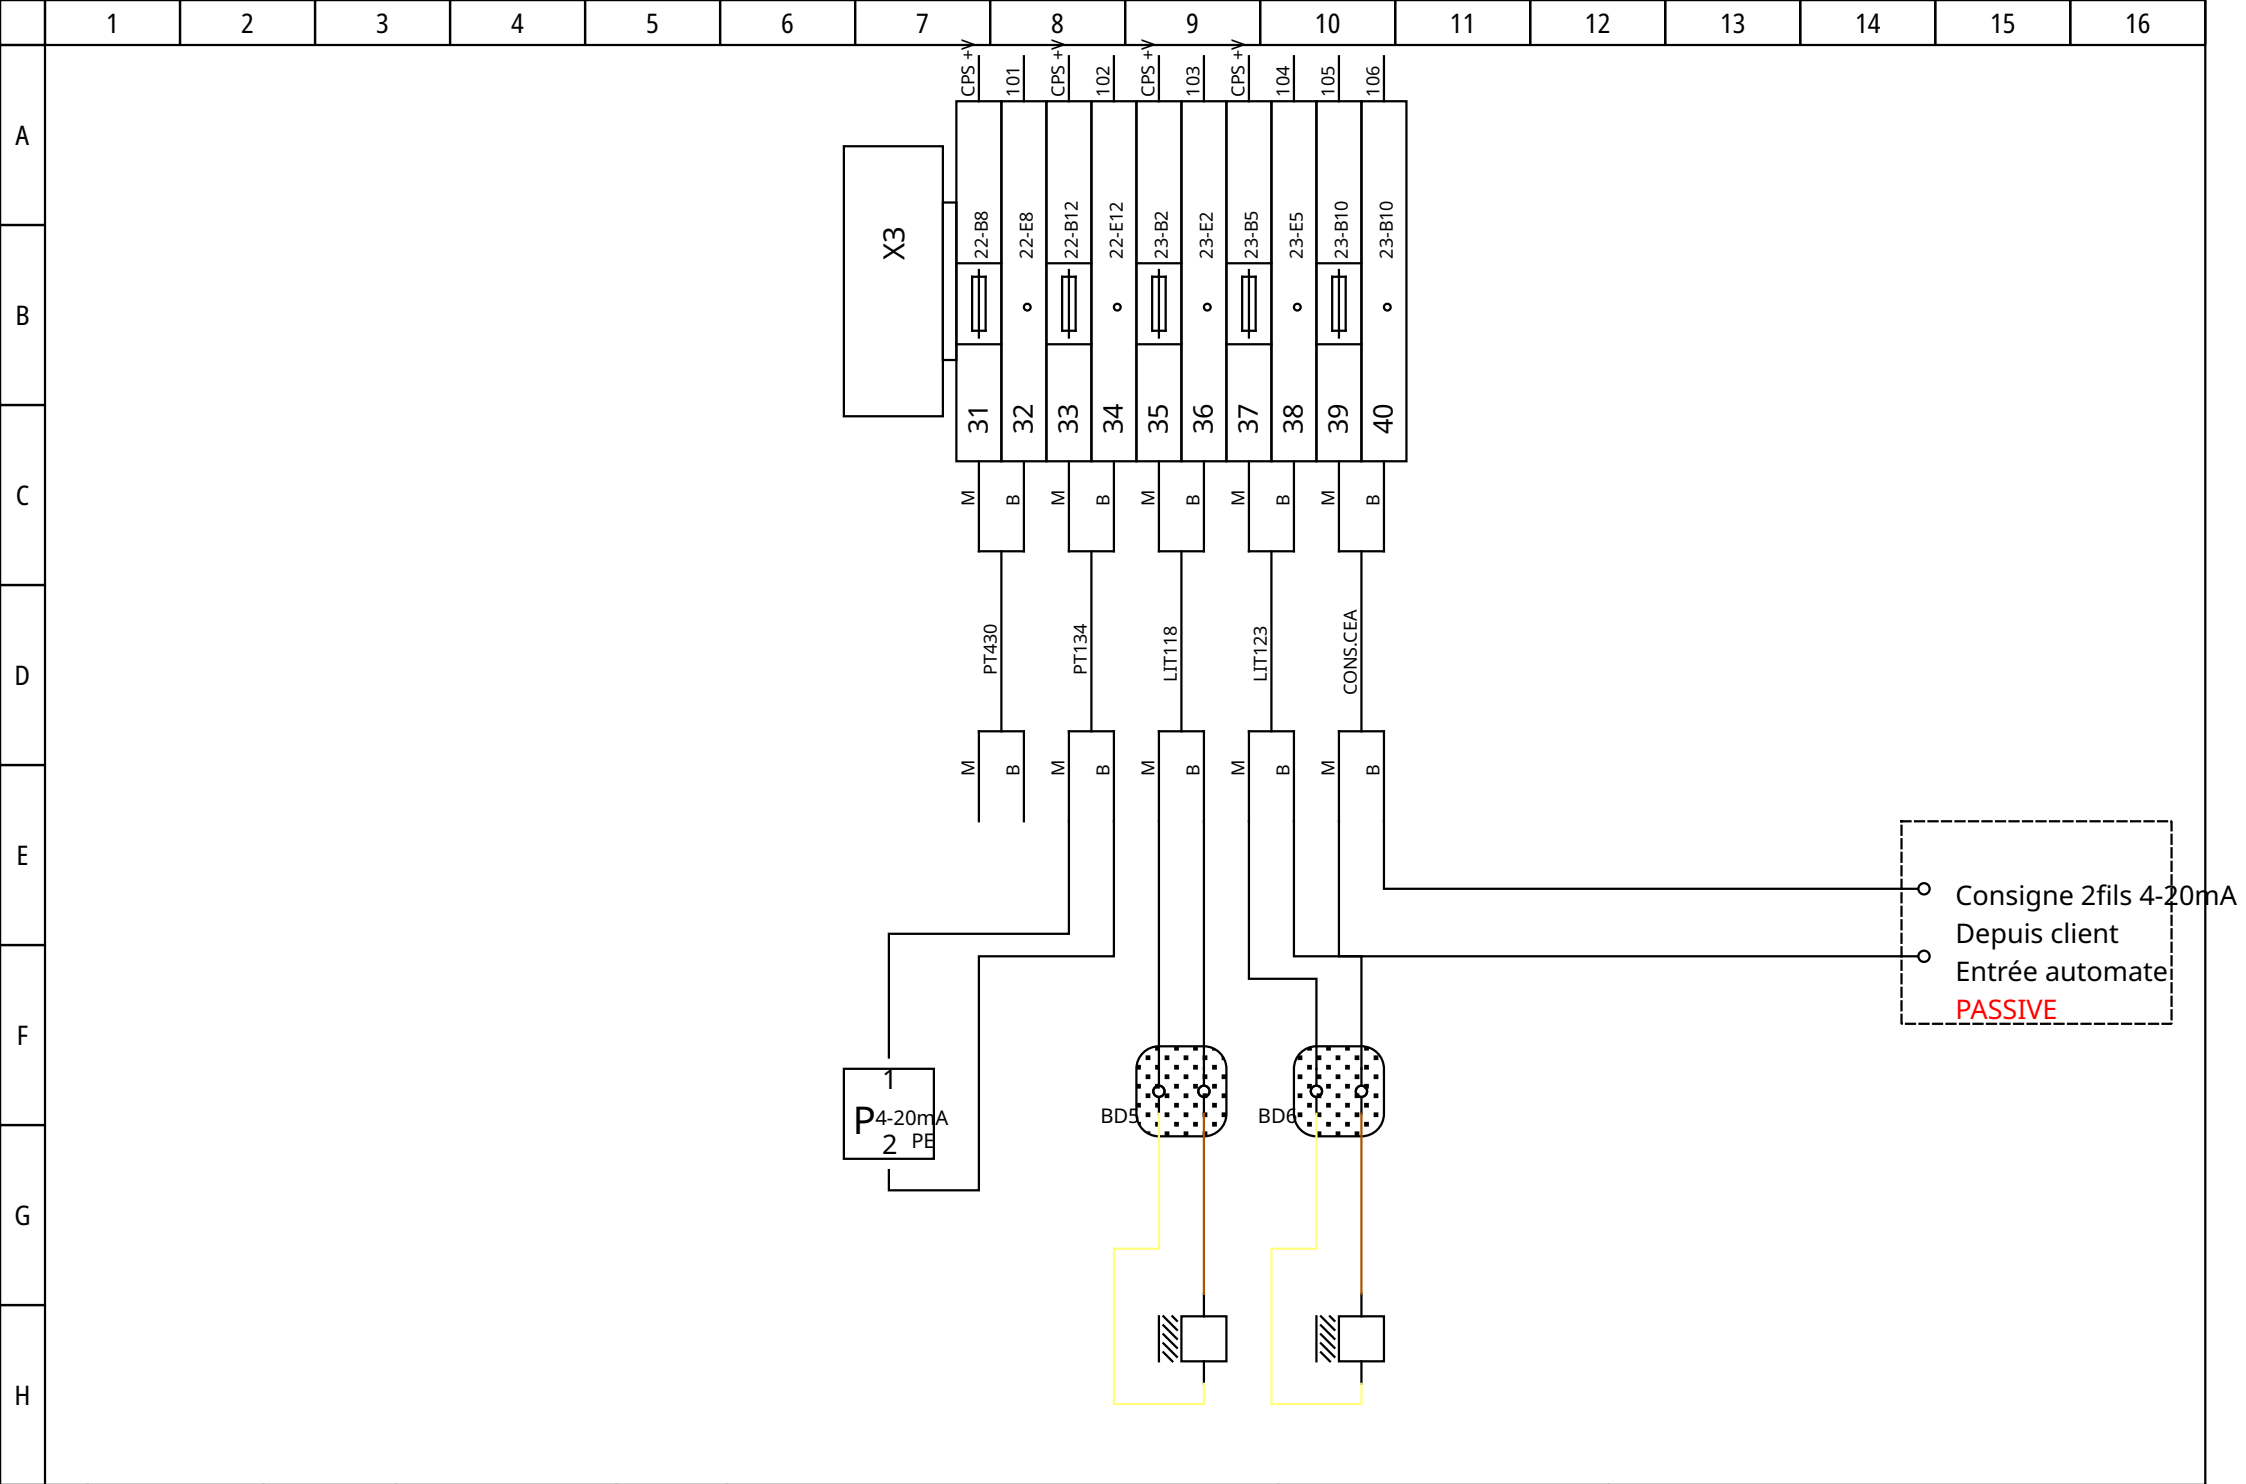 1 2 3 4 5 6 7 8 9 10 11 12 13 14 15 16
CPS +V 101 CPS +V 102 CPS +V 103 CPS +V 104 105 106
A
22-B8 22-E8 22-B12 22-E12 23-B2 23-E2 23-B5 23-E5 23-B10 23-B10
X3
B
31 32 33 34 35 36 37 38 39 40
C
M B M B M B M B M B
PT430 PT134 LIT118 LIT123 CONS.CEA
D
M B M B M B M B M B
E
Consigne 2fils 4-20mA
Depuis client
Entrée automate
PASSIVE
F
1
P 4-20mA
2 PE
BD5 BD6
G
H